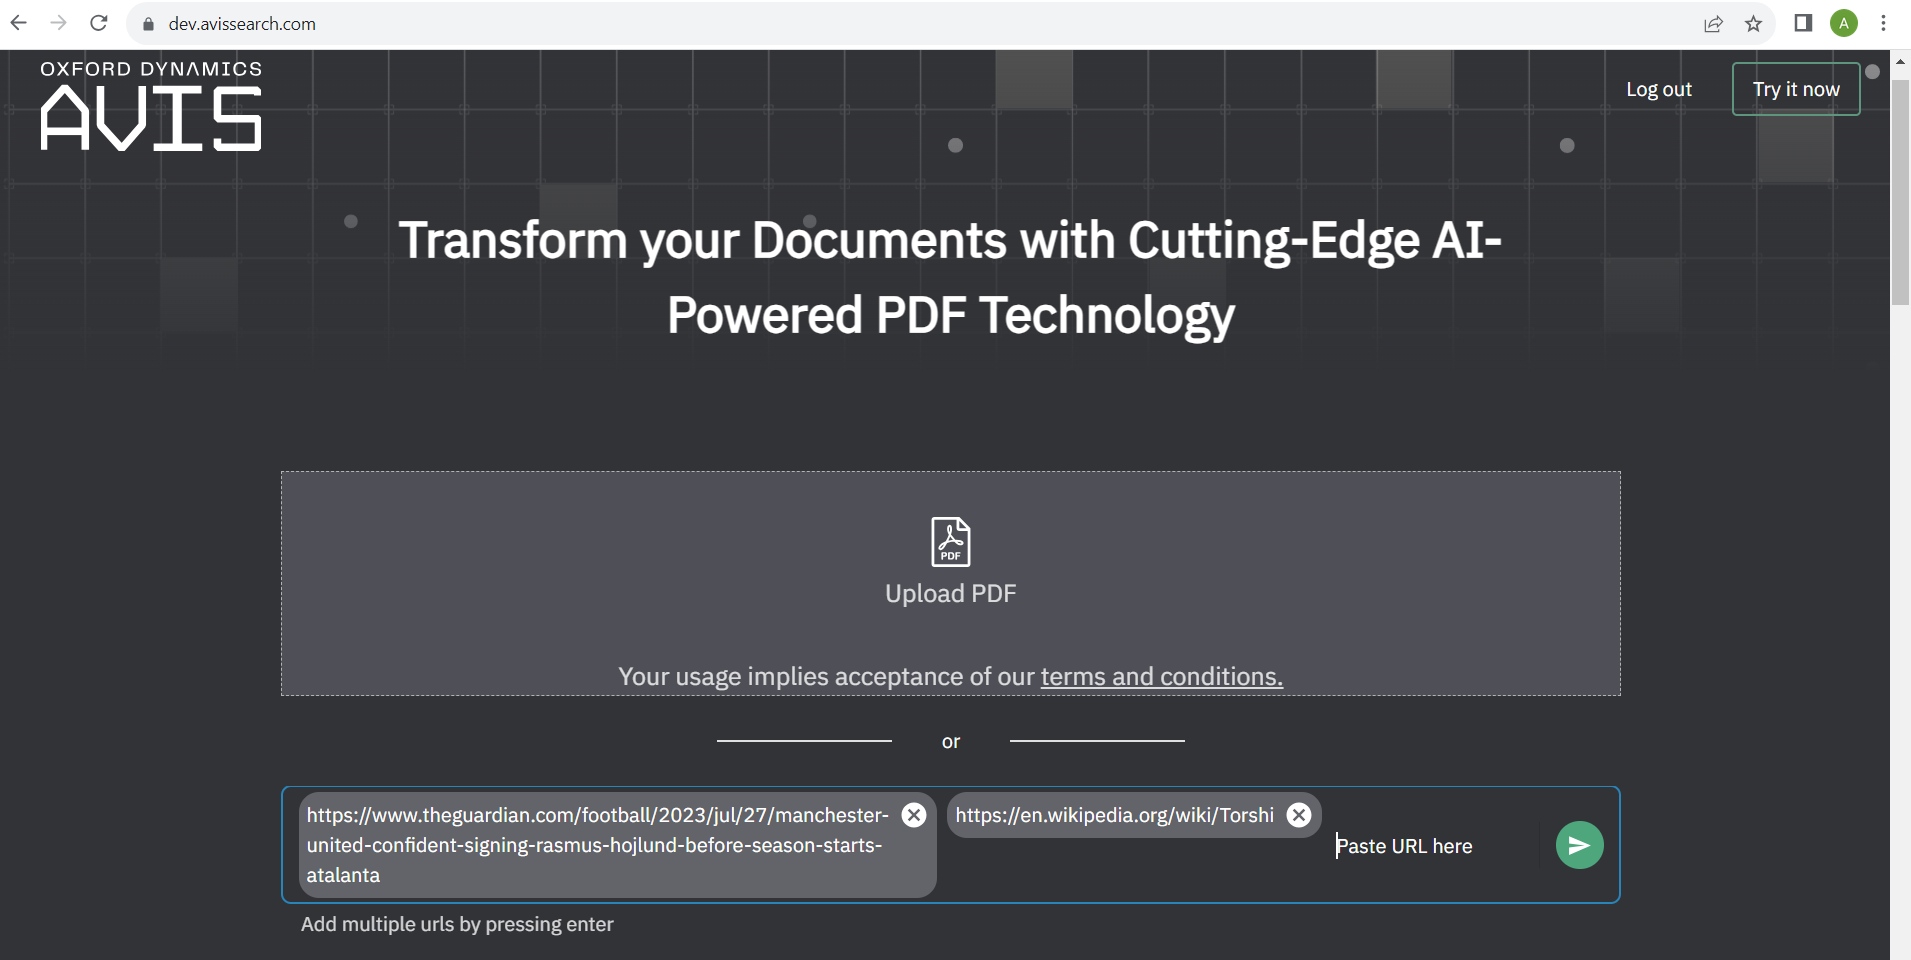 dev.avissearch.com
A
OXFORD DYNAMICS
AVIS
Log out
Try it now
Transform your Documents with Cutting-Edge AI-
Powered PDF Technology
PDF
Upload PDF
Your usage implies acceptance of our terms and conditions.
or
https://www.theguardian.com/football/2023/jul/27/manchester-
united-confident-signing-rasmus-hojlund-before-season-starts-
atalanta
https://en.wikipedia.org/wiki/Torshi
Paste URL here
Add multiple urls by pressing enter